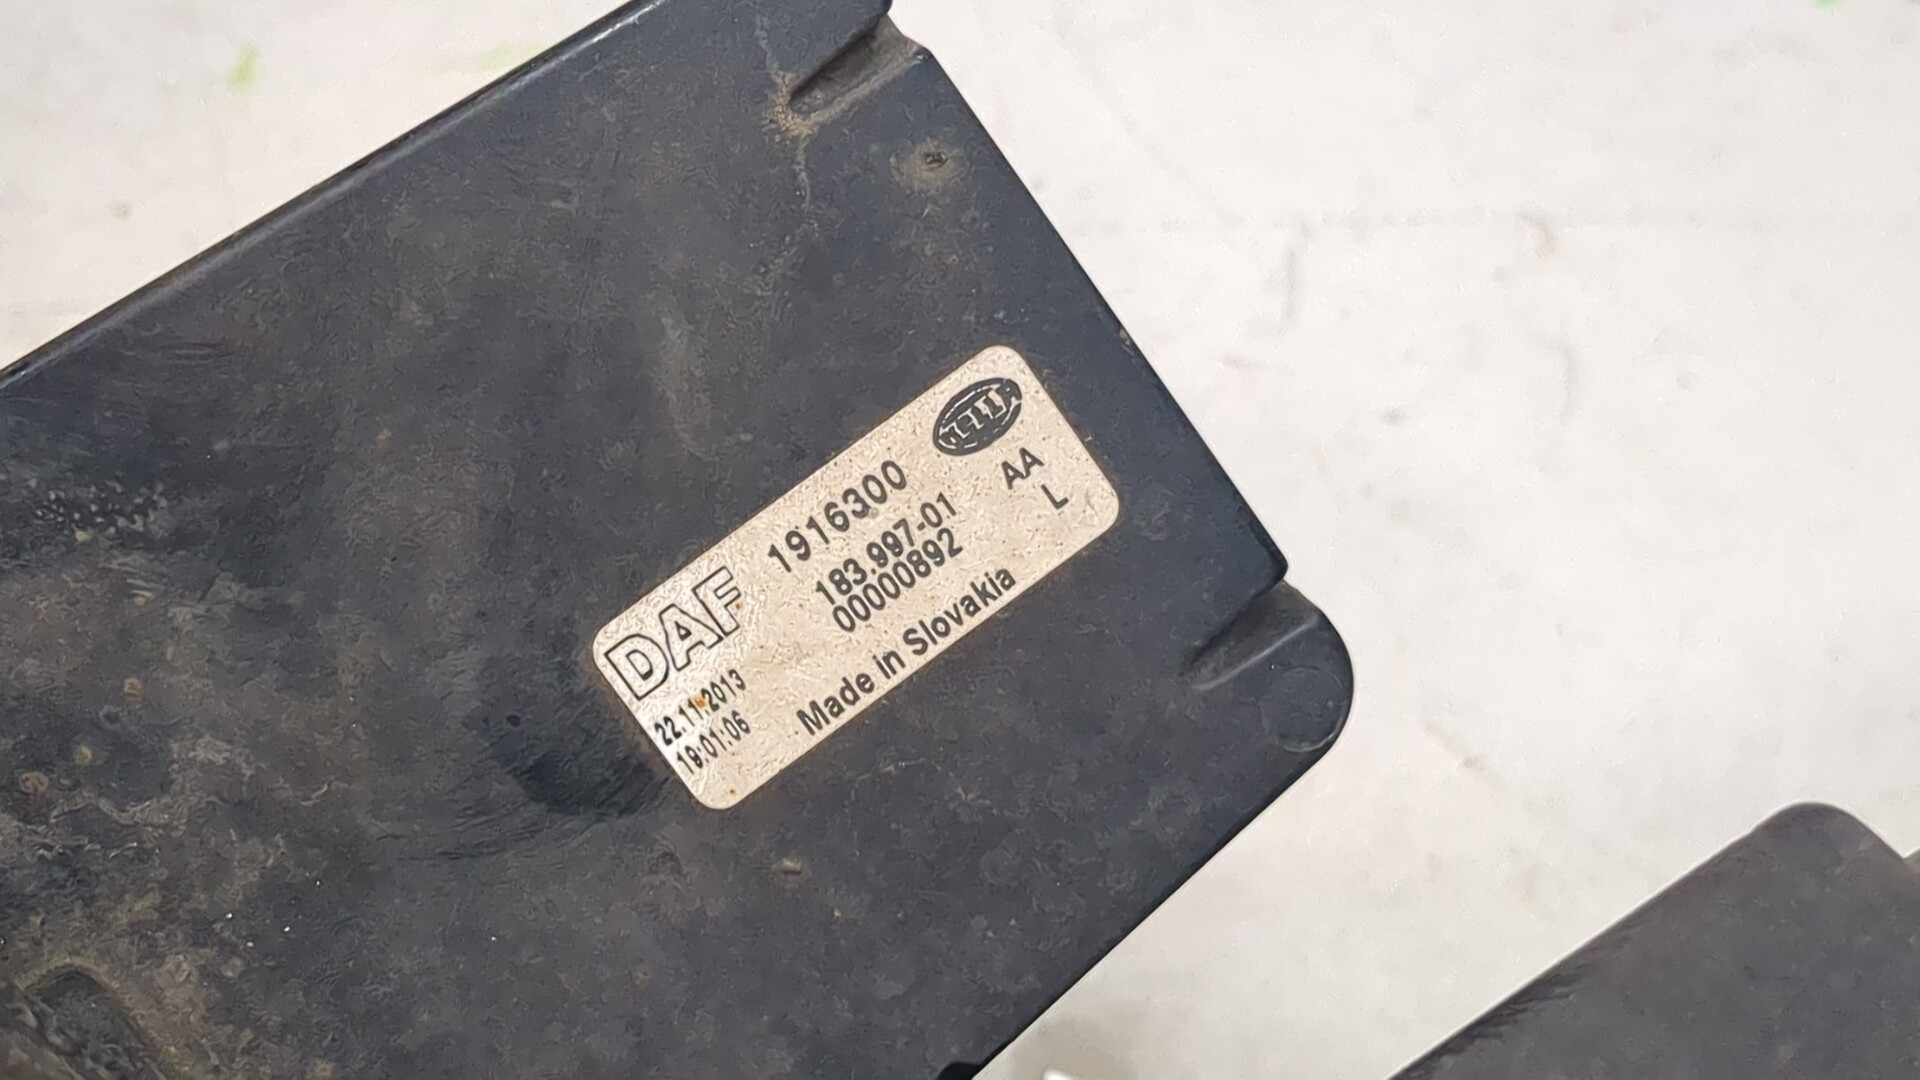 HELLA
DAF 1916300 AA
183.997-01 L
00000892
22.11.2013
19:01:06
Made in Slovakia